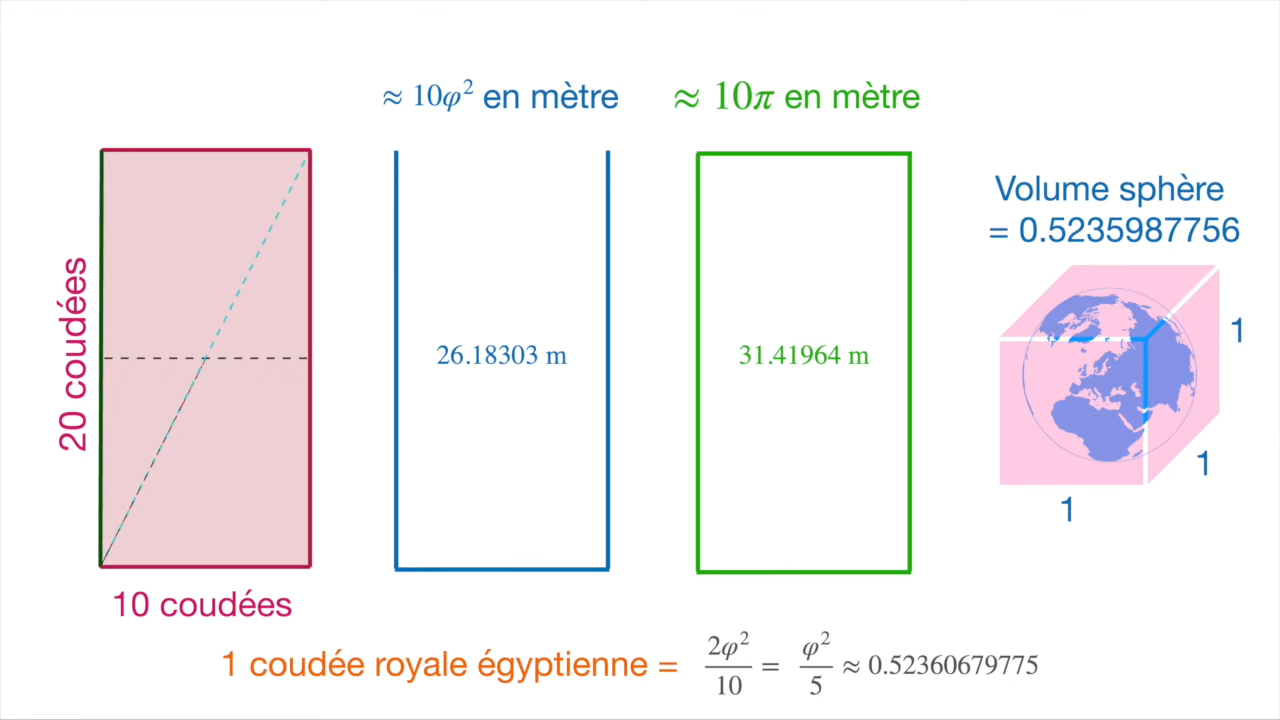 ≈ 10φ² en mètre
≈ 10π en mètre
20 coudées
10 coudées
26.18303 m
31.41964 m
Volume sphère
= 0.5235987756
1
1
1
1 coudée royale égyptienne = 2φ²/10 = φ²/5 ≈ 0.52360679775